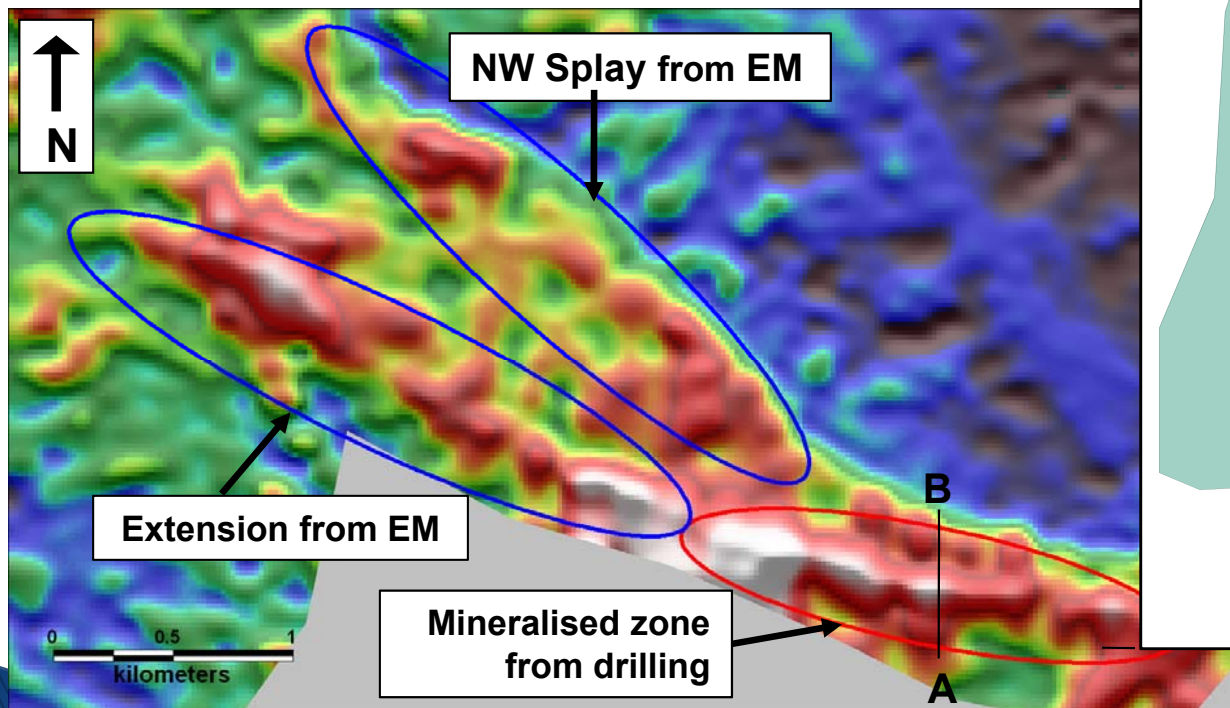 N
NW Splay from EM
Extension from EM
B
Mineralised zone
from drilling
A
0 0.5 1
kilometers